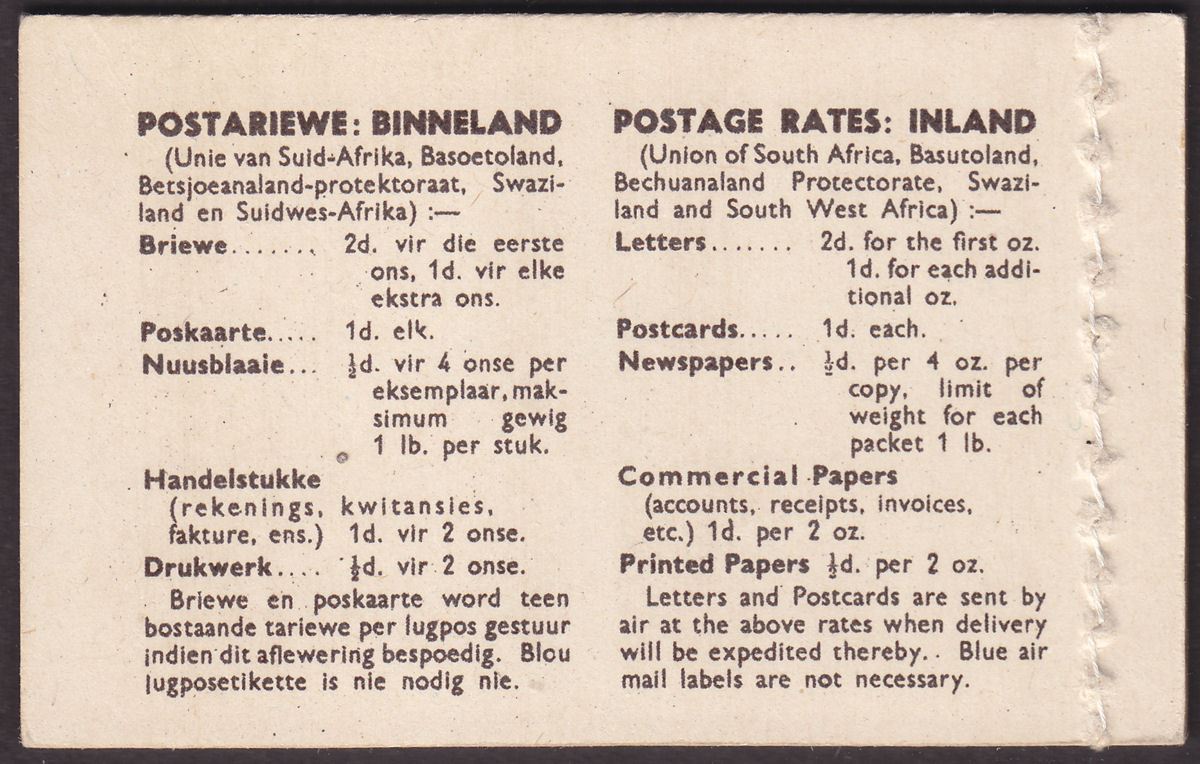 POSTARIEWE: BINNELAND
(Unie van Suid-Afrika, Basoetoland,
Betsjoeanaland-protektoraat, Swazi-
land en Suidwes-Afrika) :—
Briewe....... 2d. vir die eerste
ons, 1d. vir elke
ekstra ons.
Poskaarte..... 1d. elk.
Nuusblaaie... ½d. vir 4 onse per
eksemplaar, mak-
simum gewig
1 lb. per stuk.
Handelstukke
(rekenings, kwitansies,
fakture, ens.) 1d. vir 2 onse.
Drukwerk.... ½d. vir 2 onse.
Briewe en poskaarte word teen
bostaande tariewe per lugpos gestuur
indien dit aflewering bespoedig. Blou
lugposetikette is nie nodig nie.
POSTAGE RATES: INLAND
(Union of South Africa, Basutoland,
Bechuanaland Protectorate, Swazi-
land and South West Africa) :—
Letters....... 2d. for the first oz.
1d. for each addi-
tional oz.
Postcards..... 1d. each.
Newspapers.. ½d. per 4 oz. per
copy, limit of
weight for each
packet 1 lb.
Commercial Papers
(accounts, receipts, invoices,
etc.) 1d. per 2 oz.
Printed Papers ½d. per 2 oz.
Letters and Postcards are sent by
air at the above rates when delivery
will be expedited thereby. Blue air
mail labels are not necessary.